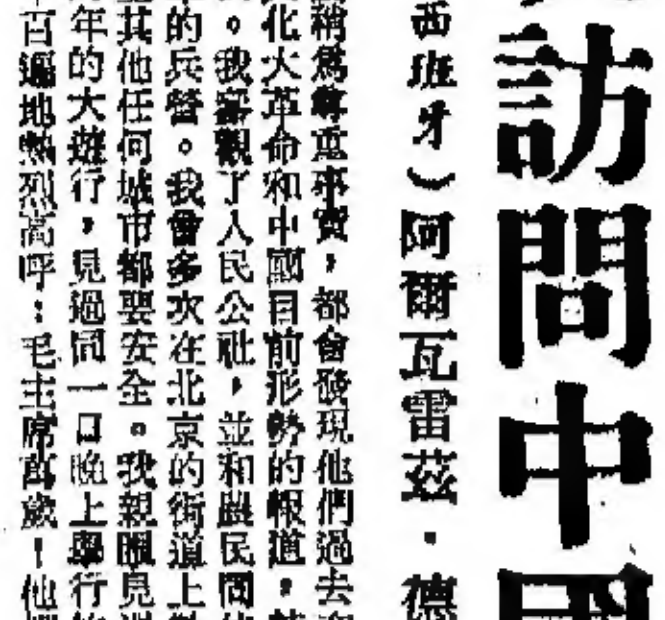 訪問中國
西班牙）阿爾瓦雷茲・德
稍為尊重事實，都會發現他們過去
化大革命和中國目前形勢的報道。
。我參觀了人民公社，並和農民同
的兵營。我曾多次在北京的街道上
其他任何城市都要安全。我親眼見
年的大遊行，見過同一日晚上舉行
百遍地熱烈高呼：毛主席萬歲！他